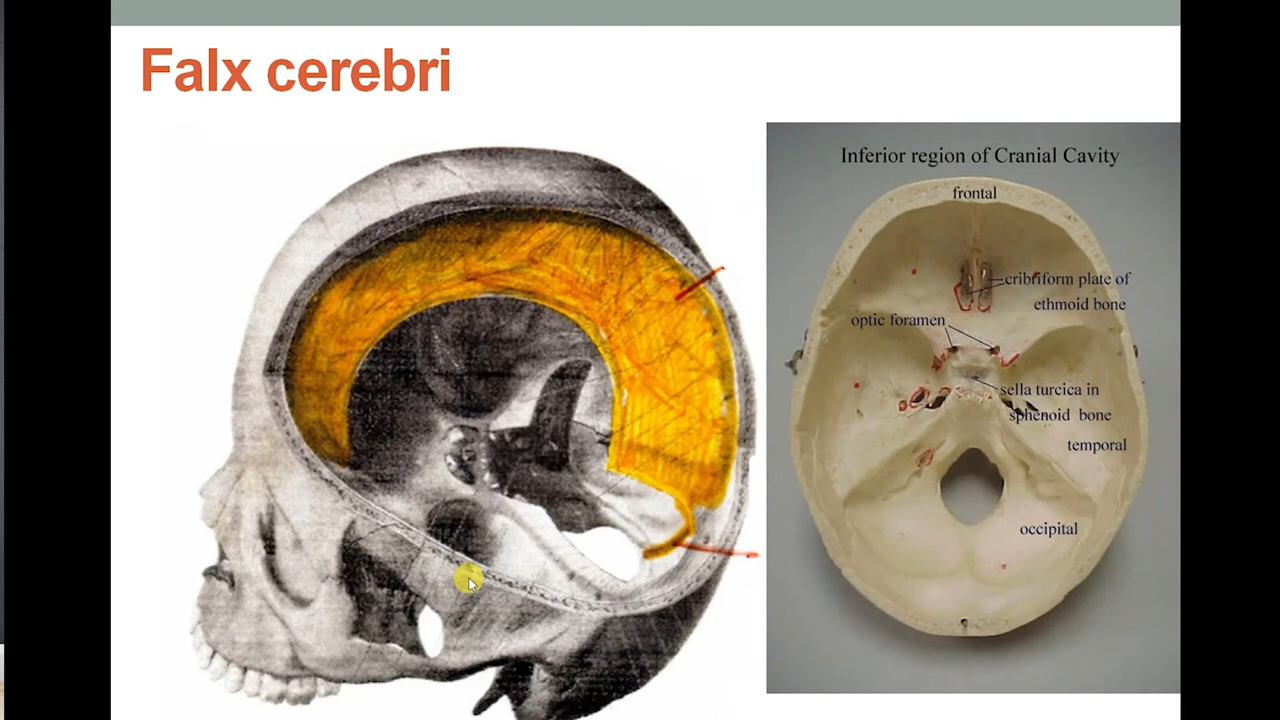 Falx cerebri
Inferior region of Cranial Cavity
frontal
cribriform plate of
ethmoid bone
optic foramen
sella turcica in
sphenoid bone
temporal
occipital